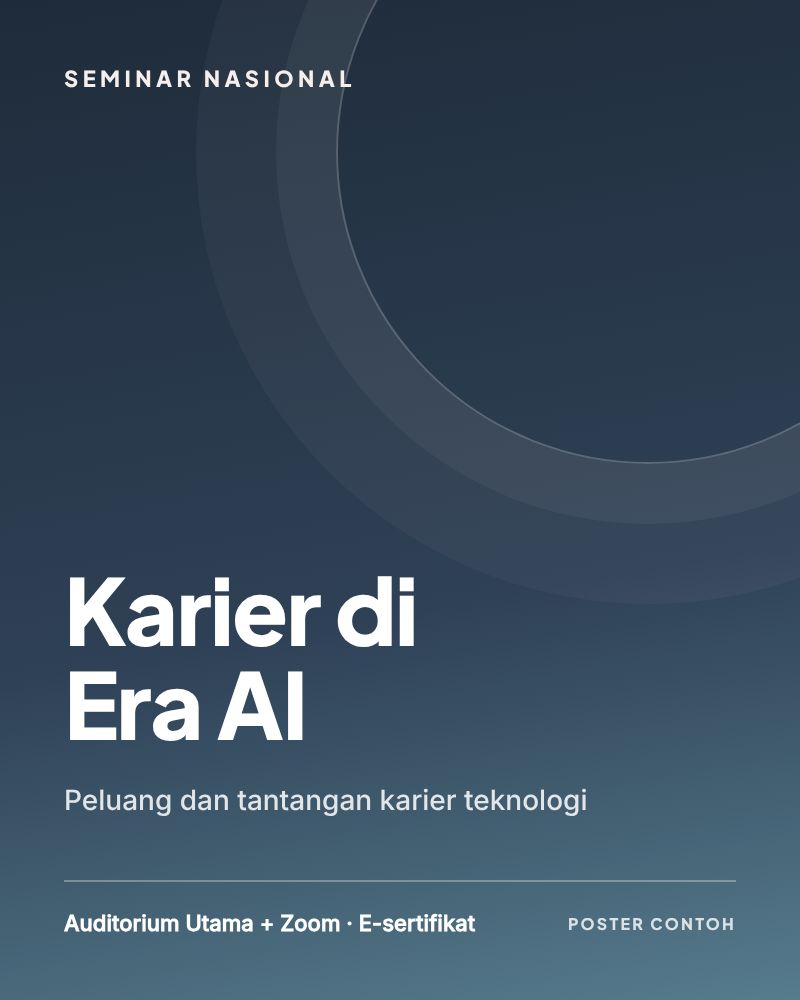 SEMINAR NASIONAL
Karier di
Era AI
Peluang dan tantangan karier teknologi
Auditorium Utama + Zoom · E-sertifikat
POSTER CONTOH